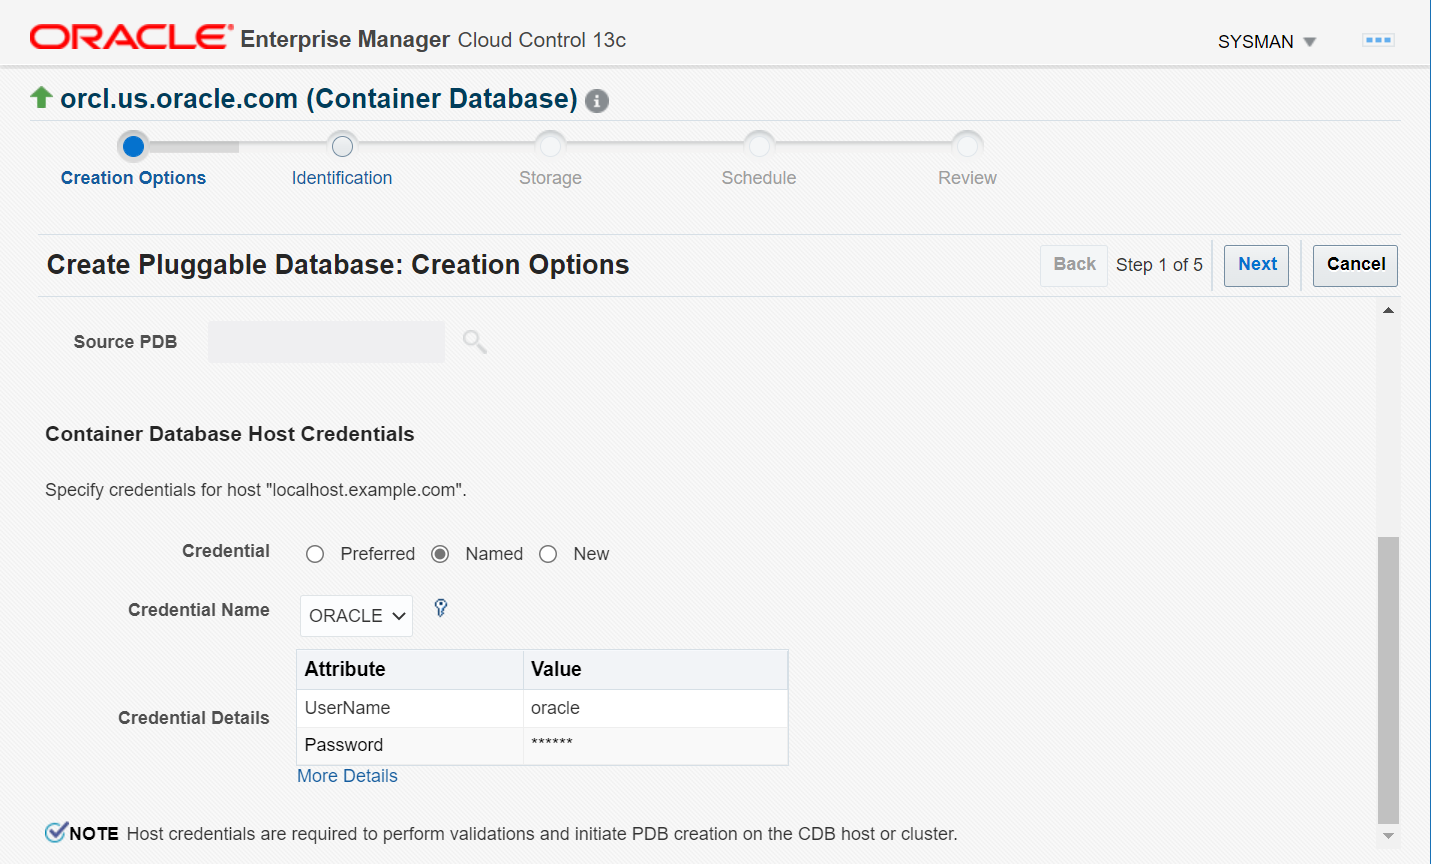 ORACLE Enterprise Manager Cloud Control 13c
SYSMAN
orcl.us.oracle.com (Container Database)
Creation Options
Identification
Storage
Schedule
Review
Create Pluggable Database: Creation Options
Back
Step 1 of 5
Next
Cancel
Source PDB
Container Database Host Credentials
Specify credentials for host "localhost.example.com".
Credential
Preferred
Named
New
Credential Name
ORACLE
Credential Details
Attribute Value
UserName oracle
Password ******
More Details
NOTE Host credentials are required to perform validations and initiate PDB creation on the CDB host or cluster.